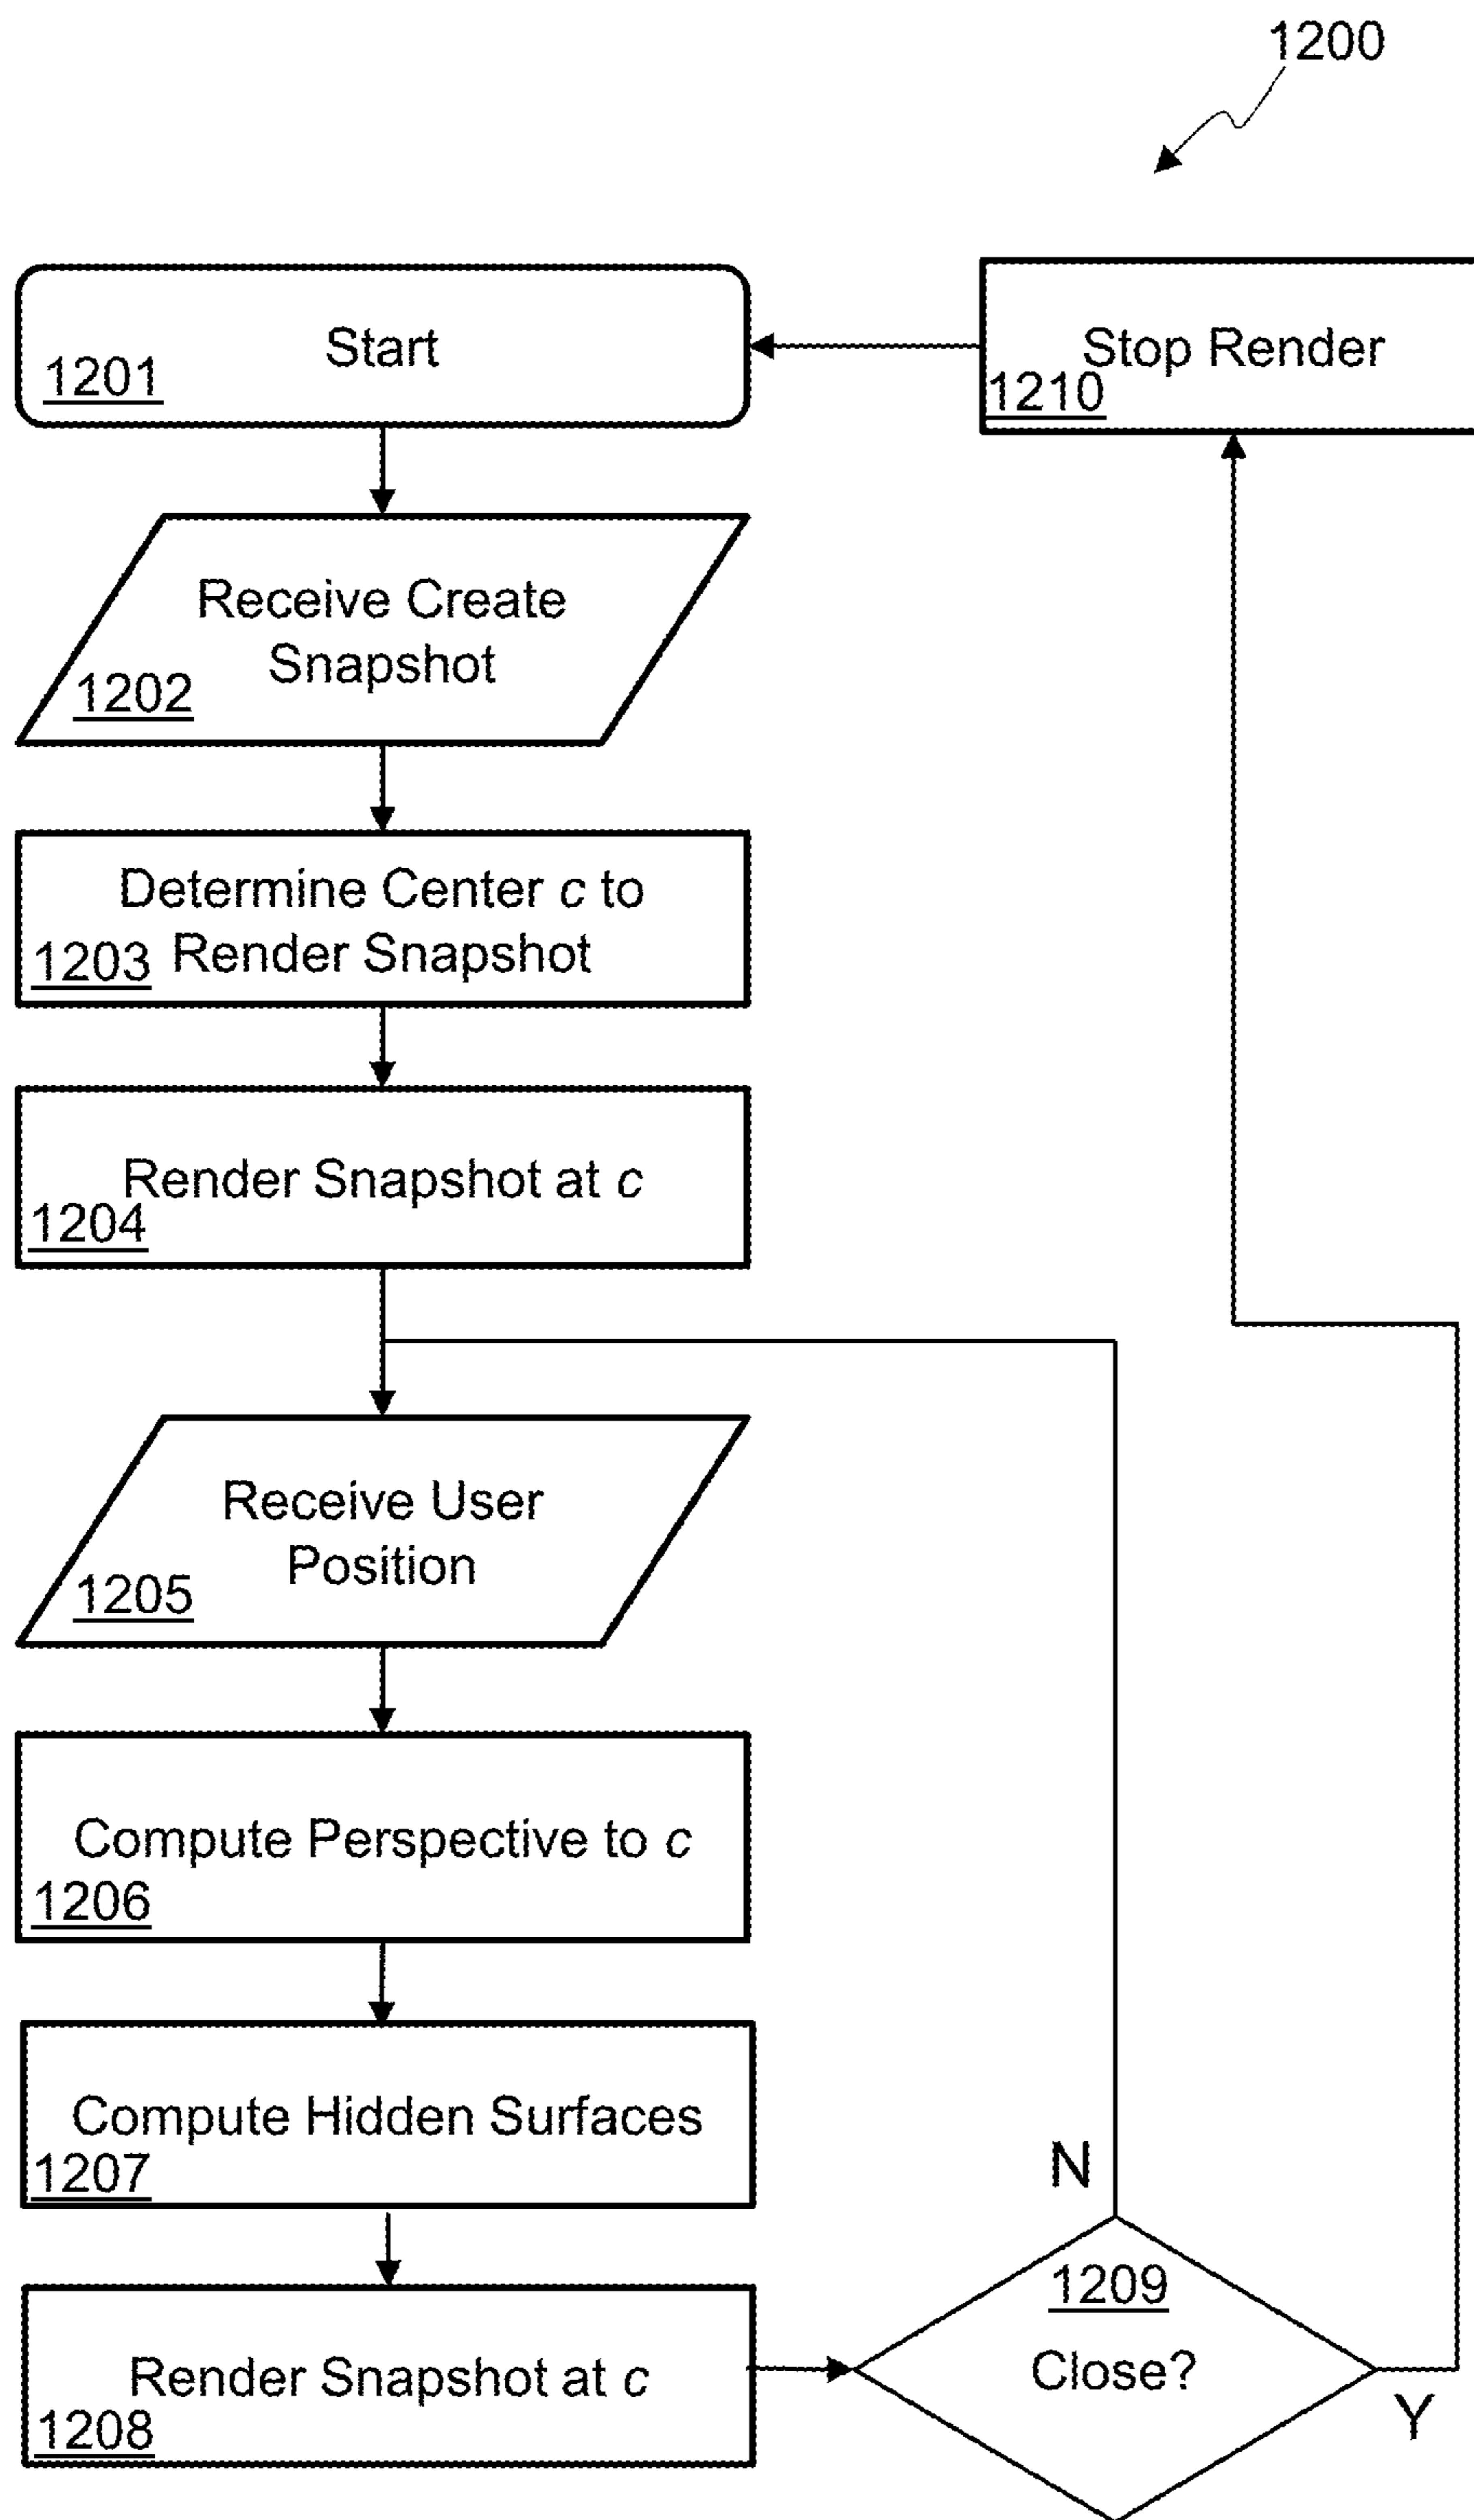 1200
Start
1201
Stop Render
1210
Receive Create
Snapshot
1202
Determine Center c to
Render Snapshot
1203
Render Snapshot at c
1204
Receive User
Position
1205
Compute Perspective to c
1206
Compute Hidden Surfaces
1207
Render Snapshot at c
1208
N
1209
Close?
Y